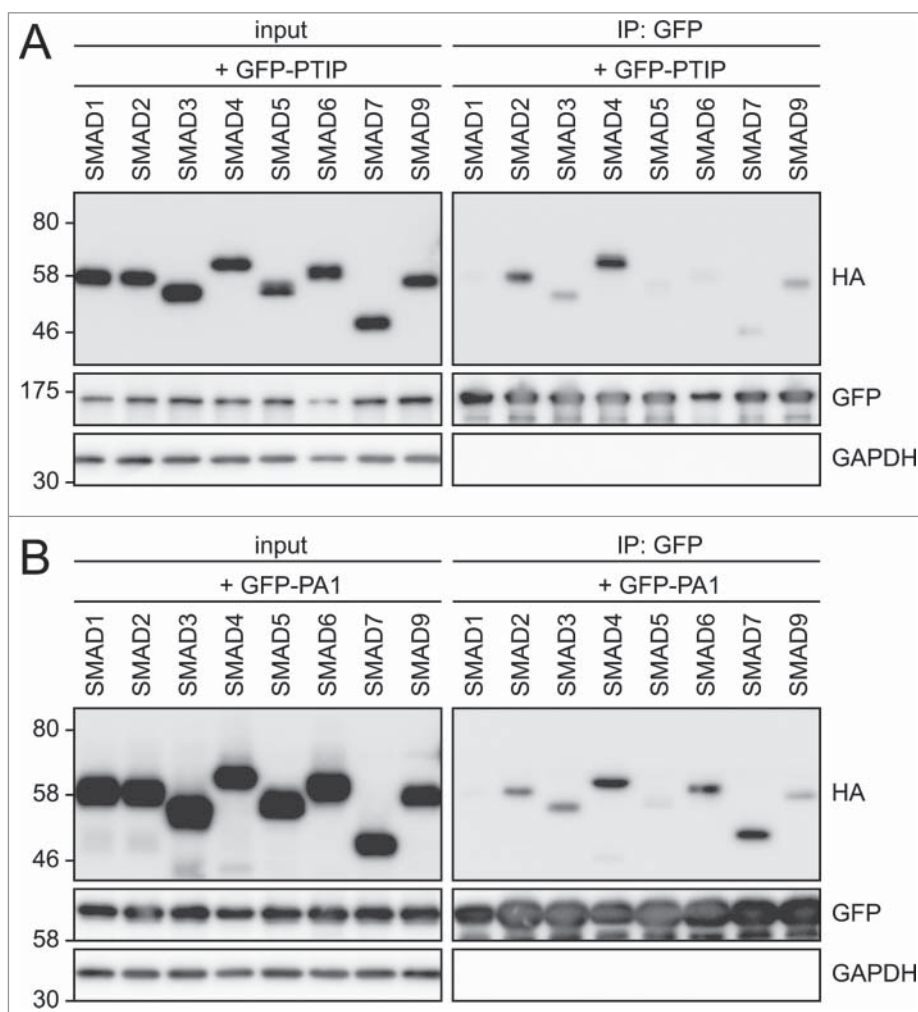 A
input IP: GFP
+ GFP-PTIP + GFP-PTIP
SMAD1 SMAD2 SMAD3 SMAD4 SMAD5 SMAD6 SMAD7 SMAD9 SMAD1 SMAD2 SMAD3 SMAD4 SMAD5 SMAD6 SMAD7 SMAD9
80
58 HA
46
175 GFP
GAPDH
30
B
input IP: GFP
+ GFP-PA1 + GFP-PA1
SMAD1 SMAD2 SMAD3 SMAD4 SMAD5 SMAD6 SMAD7 SMAD9 SMAD1 SMAD2 SMAD3 SMAD4 SMAD5 SMAD6 SMAD7 SMAD9
80
58 HA
46
GFP
58
GAPDH
30